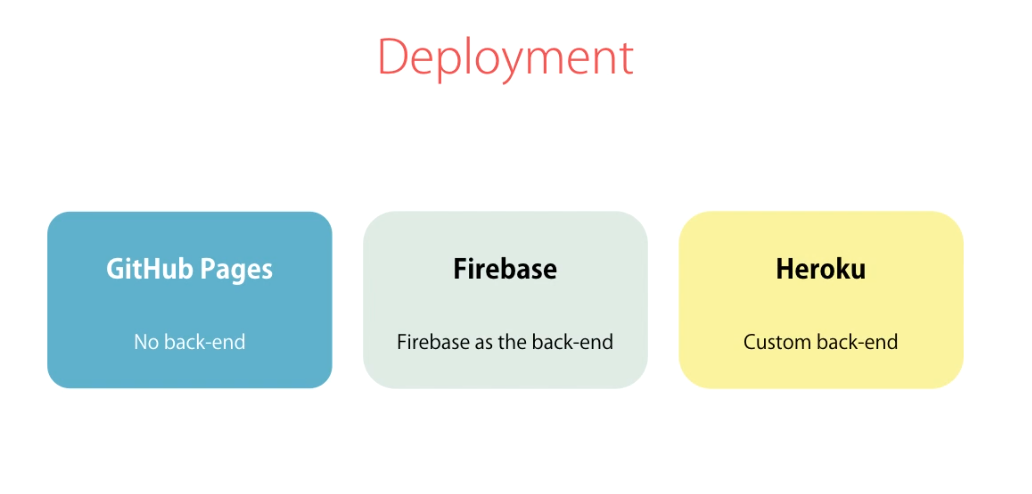 Deployment
GitHub Pages
No back-end
Firebase
Firebase as the back-end
Heroku
Custom back-end